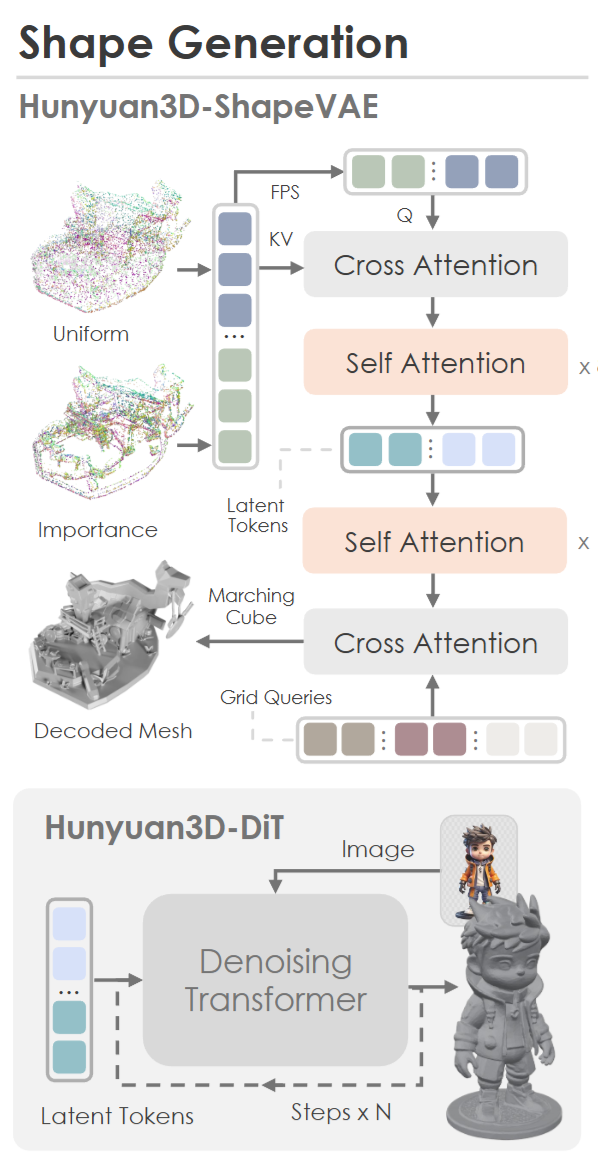 Shape Generation
Hunyuan3D-ShapeVAE
FPS
Q
KV
Cross Attention
Uniform
Self Attention
x
Importance
Latent
Tokens
Self Attention
x
Marching
Cube
Cross Attention
Grid Queries
Decoded Mesh
Hunyuan3D-DiT
Image
Denoising
Transformer
Steps x N
Latent Tokens